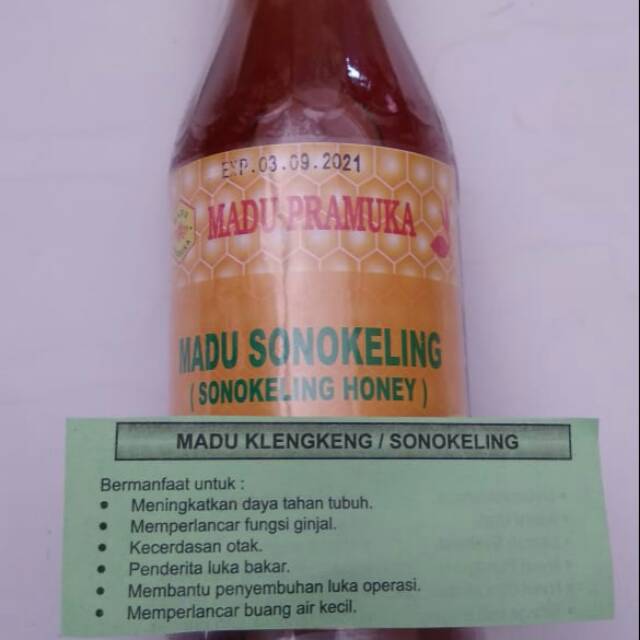 EXP.03.09.2021
MADU PRAMUKA
MADU SONOKELING
( SONOKELING HONEY )
MADU KLENGKENG / SONOKELING
Bermanfaat untuk :
• Meningkatkan daya tahan tubuh.
• Memperlancar fungsi ginjal.
• Kecerdasan otak.
• Penderita luka bakar.
• Membantu penyembuhan luka operasi.
• Memperlancar buang air kecil.